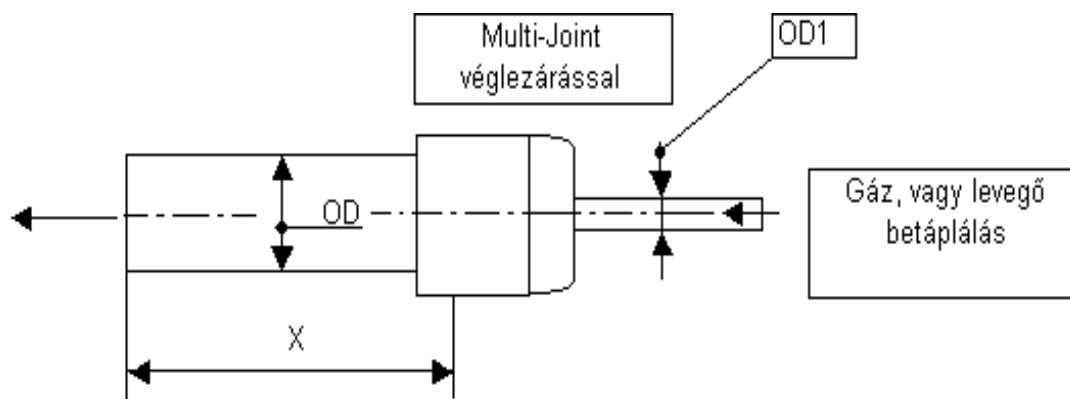 Multi-Joint
véglezárással
OD1
Gáz, vagy levegő
betáplálás
OD
X